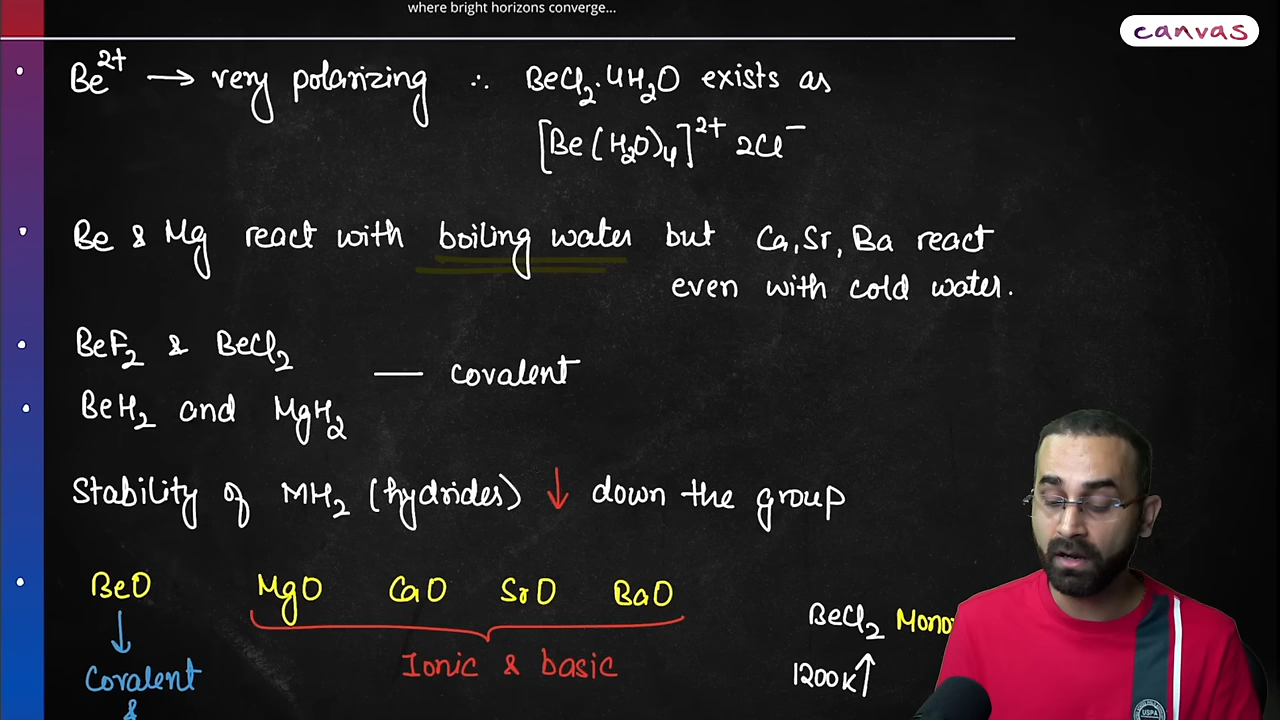 where bright horizons converge...
canvas
Be²⁺ → very polarizing ∴ BeCl₂.4H₂O exists as
[Be(H₂O)₄]²⁺ 2Cl⁻
Be & Mg react with boiling water but Ca, Sr, Ba react
even with cold water.
BeF₂ & BeCl₂
— covalent
BeH₂ and MgH₂
Stability of MH₂ (hydrides) ↓ down the group
BeO MgO CaO SrO BaO
BeCl₂ Mono
↓ Ionic & basic
Covalent 1200K ↑
&
USPA